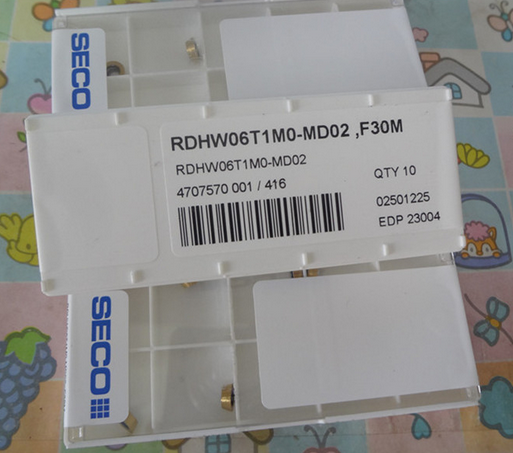 SECO
RDHW06T1M0-MD02 ,F30M
RDHW06T1M0-MD02
4707570 001 / 416
QTY 10
02501225
EDP 23004
SECO